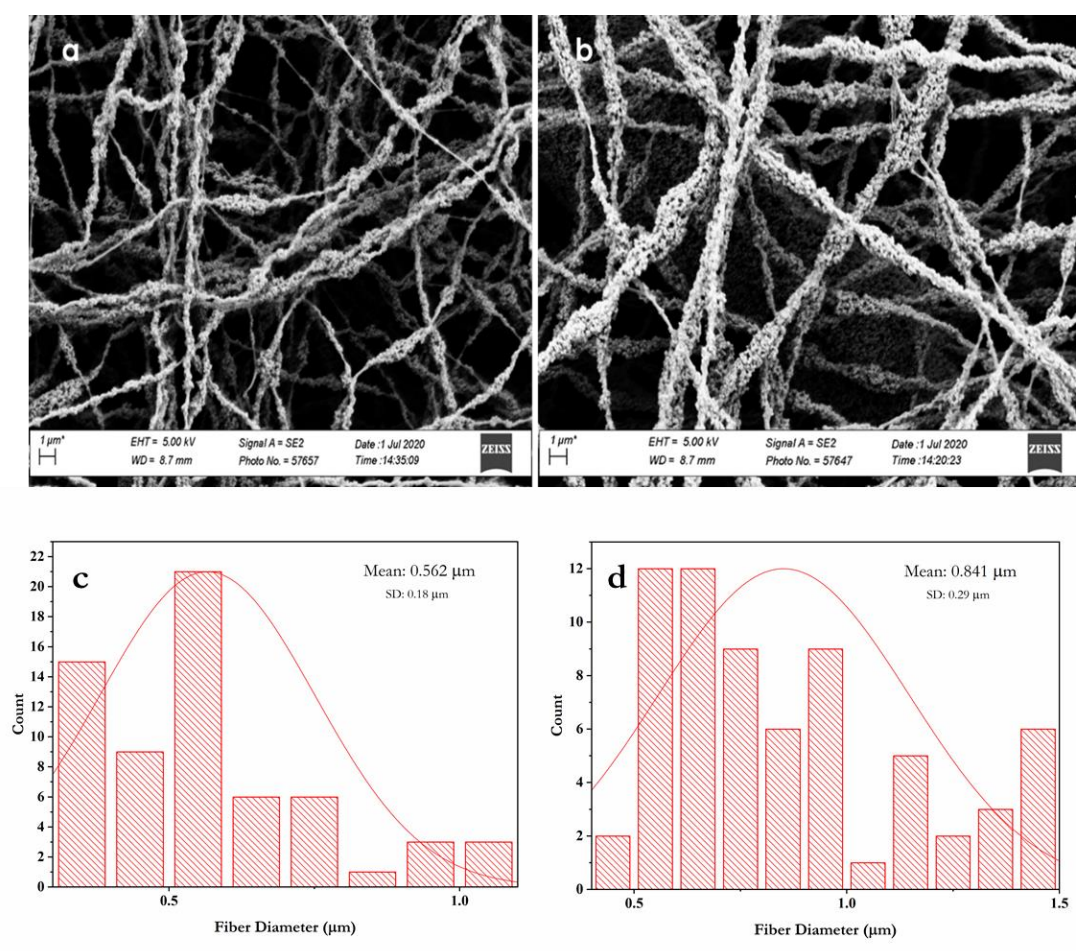 a
1 µm*
EHT = 5.00 kV
Signal A = SE2
Date :1 Jul 2020
WD = 8.7 mm
Photo No. = 57657
Time :14:35:09
ZEISS
b
1 µm*
EHT = 5.00 kV
Signal A = SE2
Date :1 Jul 2020
WD = 8.7 mm
Photo No. = 57647
Time :14:20:23
ZEISS
c
Mean: 0.562 µm
SD: 0.18 µm
22
20
18
16
14
12
10
8
6
4
2
0
Count
0.5
1.0
Fiber Diameter (µm)
d
Mean: 0.841 µm
SD: 0.29 µm
12
10
8
6
4
2
0
Count
0.5
1.0
1.5
Fiber Diameter (µm)